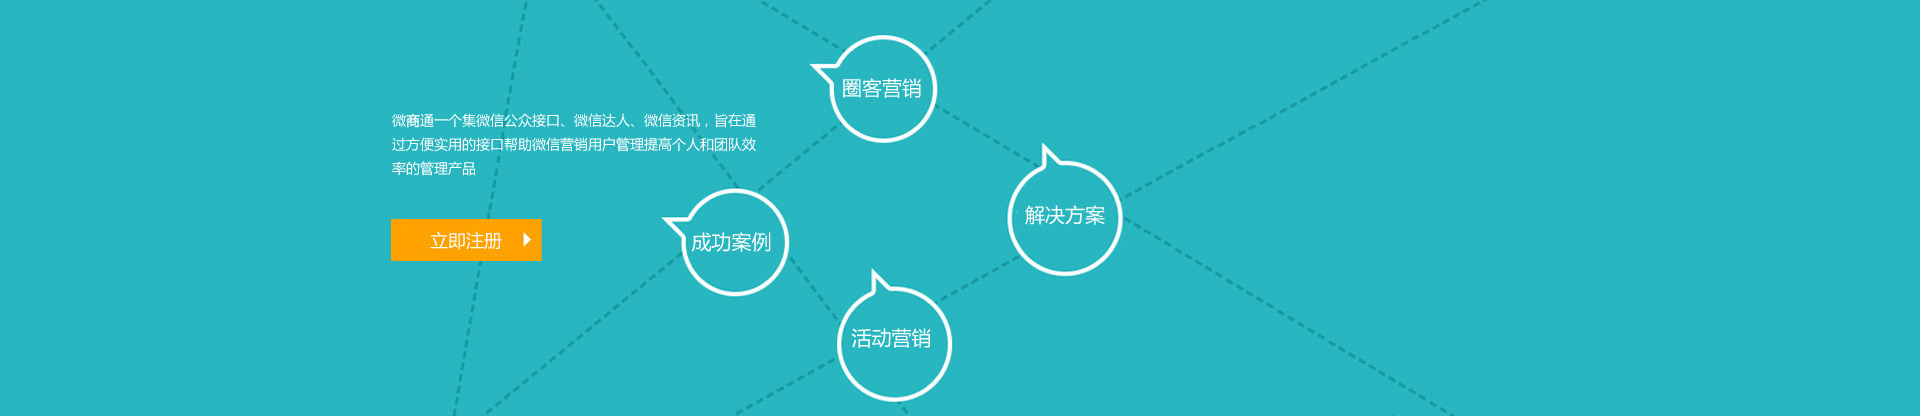 圈客营销
微商通一个集微信公众接口、微信达人、微信资讯，旨在通
过方便实用的接口帮助微信营销用户管理提高个人和团队效
率的管理产品
解决方案
立即注册
成功案例
活动营销